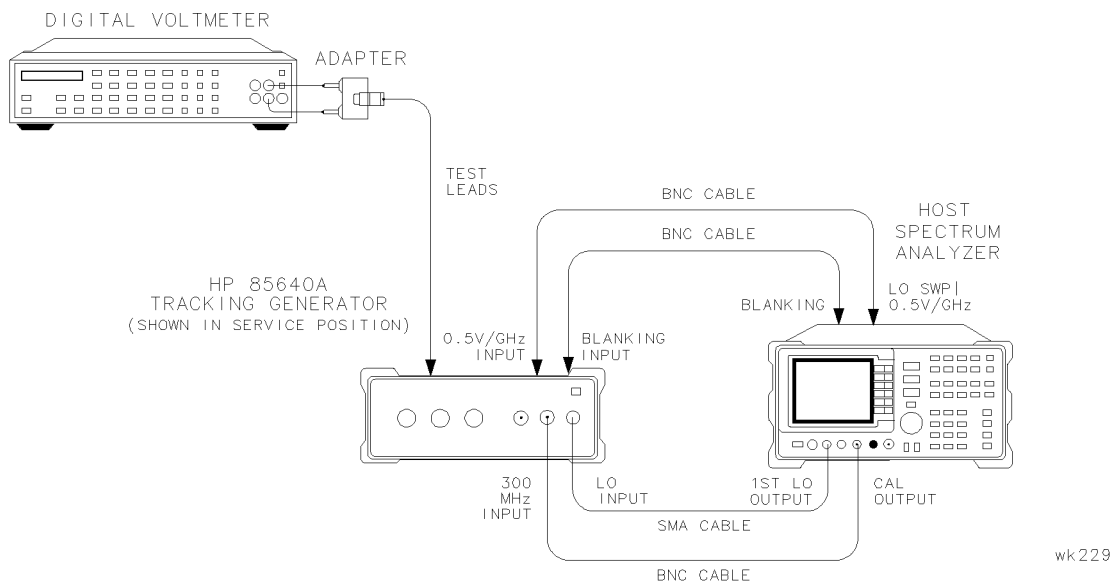 DIGITAL VOLTMETER
ADAPTER
TEST
LEADS
BNC CABLE
HOST
SPECTRUM
ANALYZER
BNC CABLE
HP 85640A
TRACKING GENERATOR
(SHOWN IN SERVICE POSITION)
BLANKING
LO SWP|
0.5V/GHz
0.5V/GHz
INPUT
BLANKING
INPUT
300
MHz
INPUT
LO
INPUT
1ST LO
OUTPUT
CAL
OUTPUT
SMA CABLE
BNC CABLE
wk229